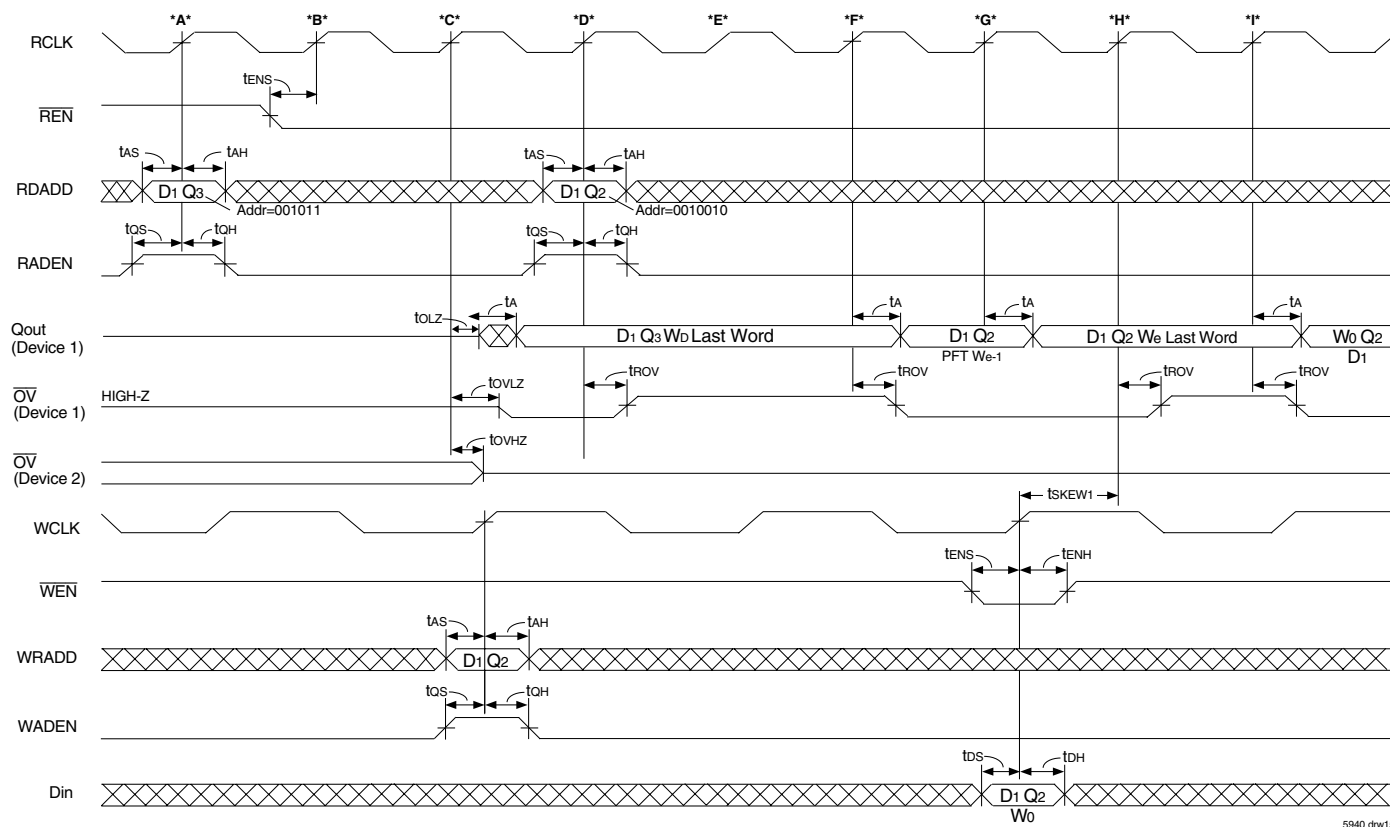 *A* *B* *C* *D* *E* *F* *G* *H* *I*
RCLK
tENS
REN
tAS tAH tAS tAH
RDADD D1 Q3 D1 Q2
Addr=001011 Addr=0010010
tQS tQH tQS tQH
RADEN
tA tA tA tA
tOLZ
Qout
(Device 1)
D1 Q3 WD Last Word D1 Q2 D1 Q2 We Last Word W0 Q2
PFT We-1 D1
tOVLZ tROV tROV tROV tROV
OV
(Device 1)
HIGH-Z
tOVHZ
OV
(Device 2)
tSKEW1
WCLK
tENS tENH
WEN
tAS tAH
WRADD D1 Q2
tQS tQH
WADEN
tDS tDH
Din D1 Q2
W0